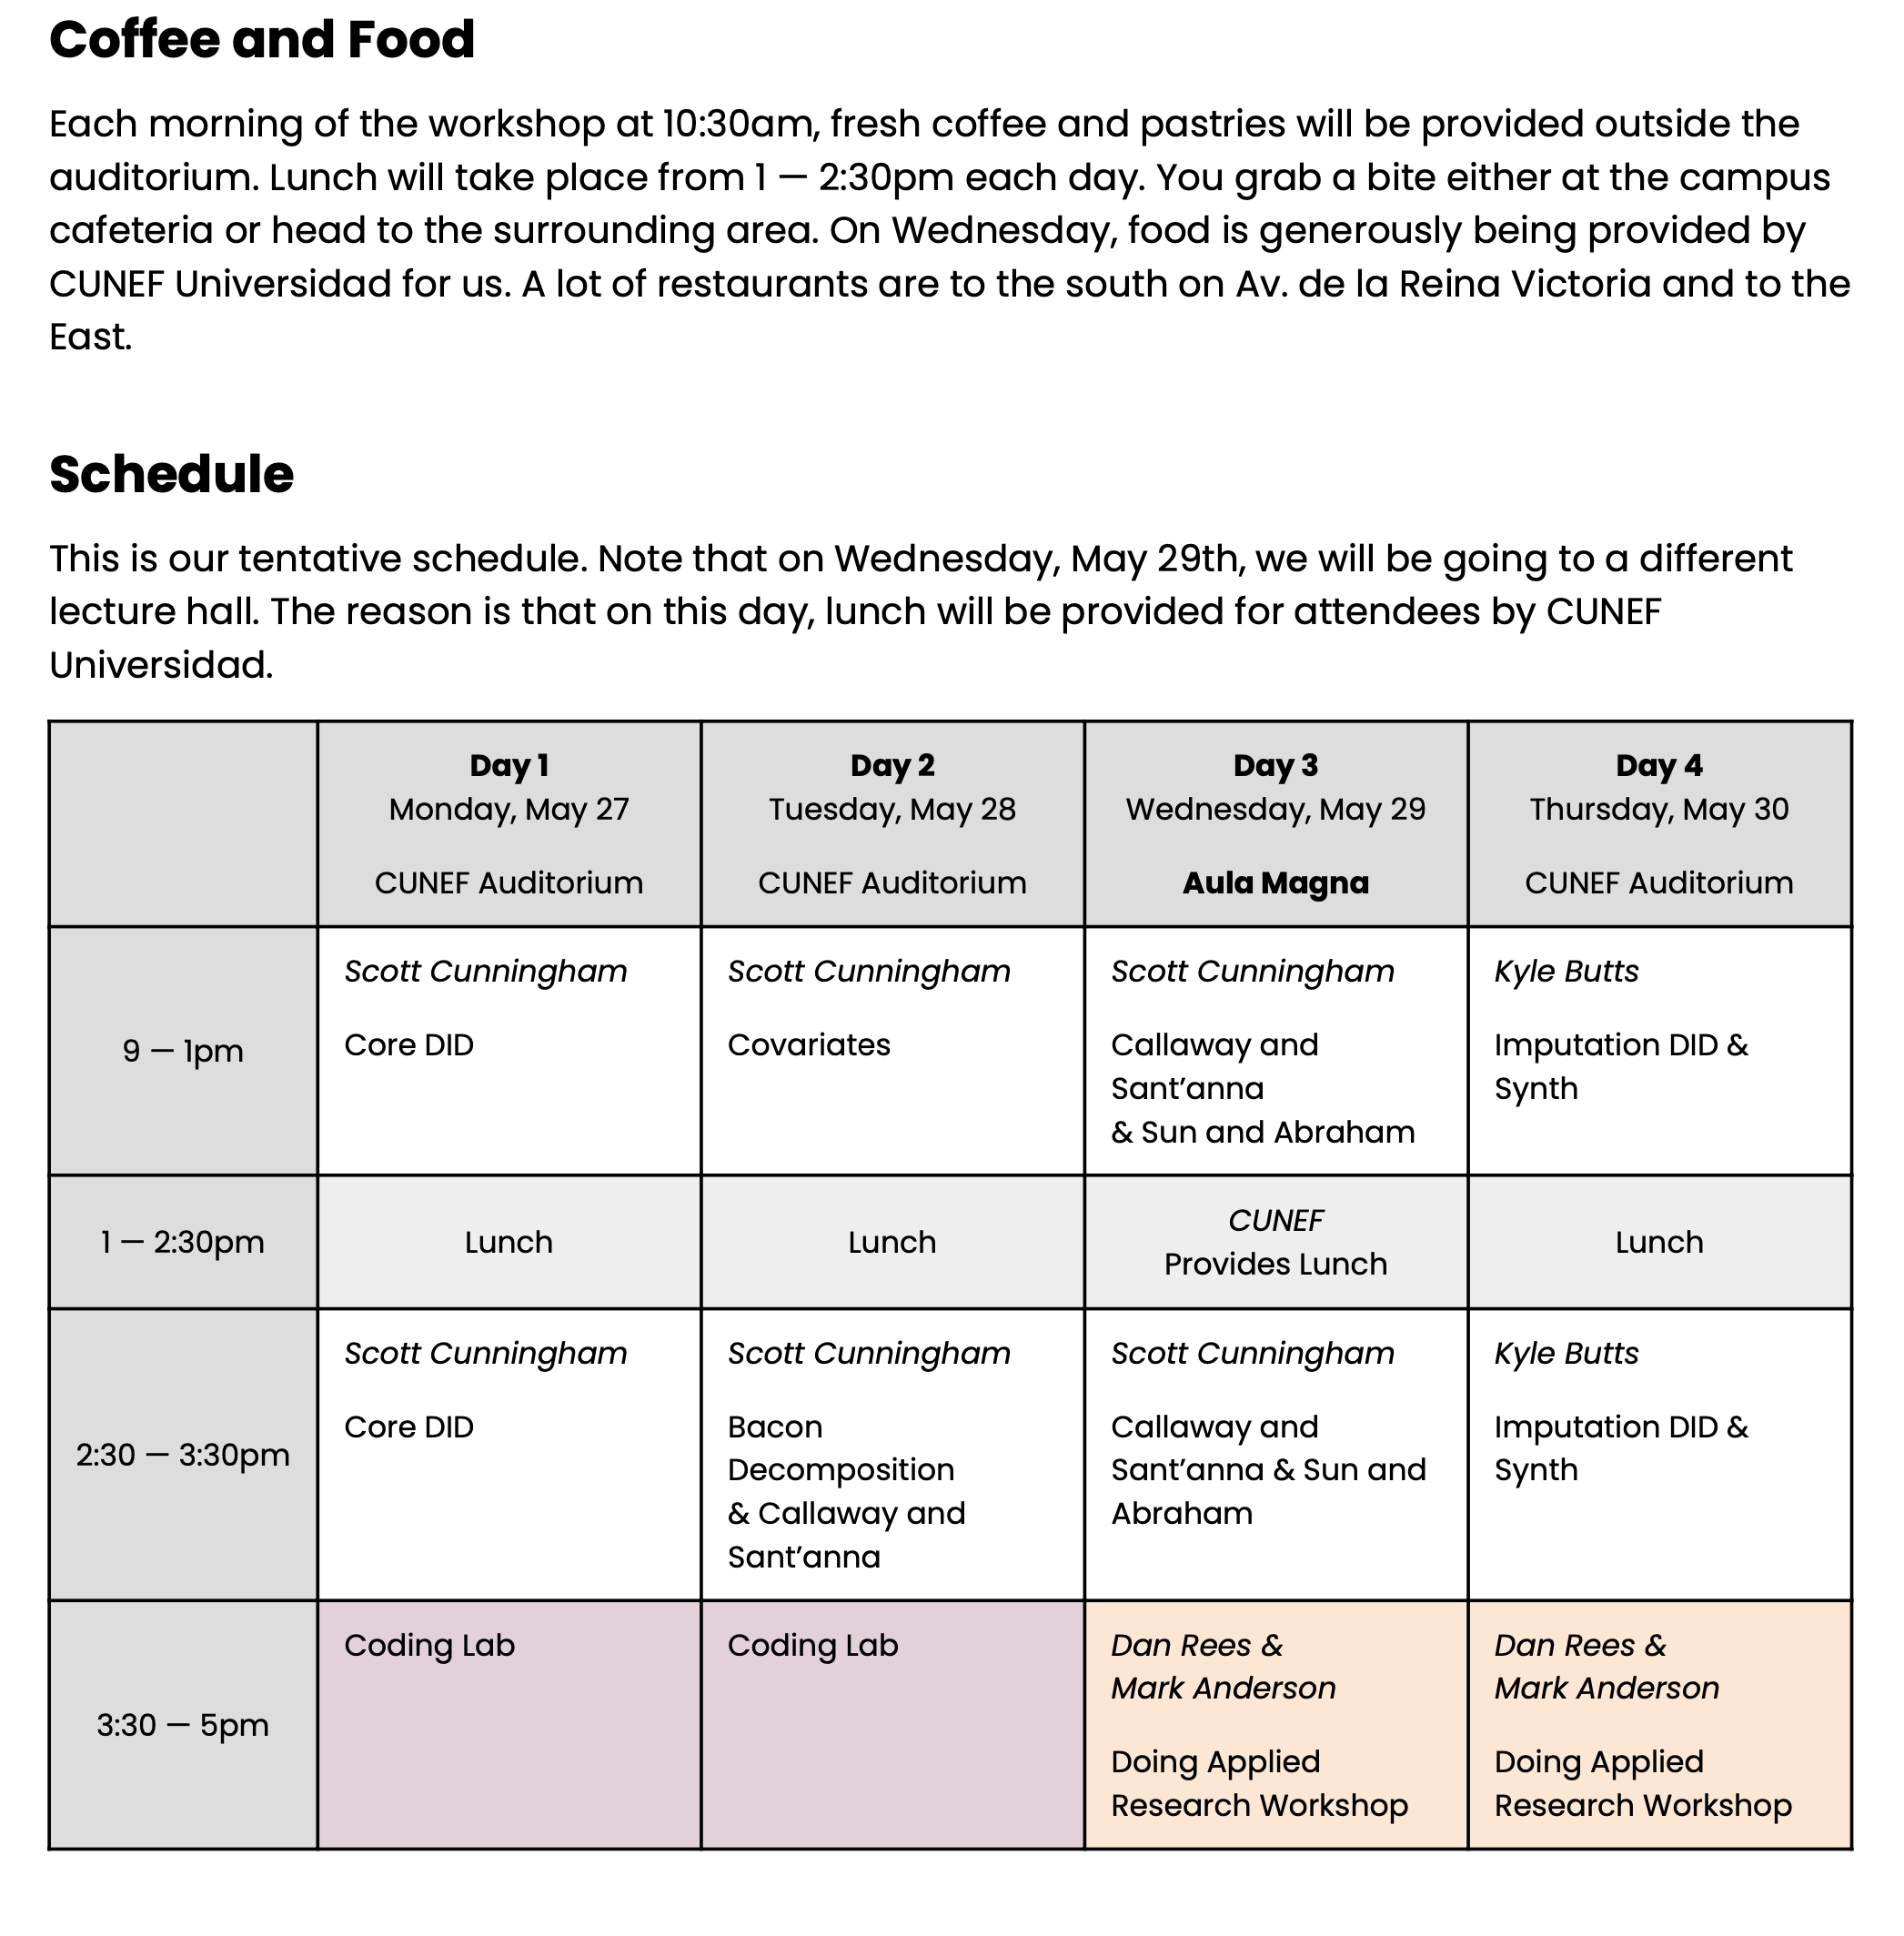 Coffee and Food
Each morning of the workshop at 10:30am, fresh coffee and pastries will be provided outside the
auditorium. Lunch will take place from 1 — 2:30pm each day. You grab a bite either at the campus
cafeteria or head to the surrounding area. On Wednesday, food is generously being provided by
CUNEF Universidad for us. A lot of restaurants are to the south on Av. de la Reina Victoria and to the
East.
Schedule
This is our tentative schedule. Note that on Wednesday, May 29th, we will be going to a different
lecture hall. The reason is that on this day, lunch will be provided for attendees by CUNEF
Universidad.
Day 1
Monday, May 27
CUNEF Auditorium
Day 2
Tuesday, May 28
CUNEF Auditorium
Day 3
Wednesday, May 29
Aula Magna
Day 4
Thursday, May 30
CUNEF Auditorium
9 — 1pm
Scott Cunningham
Core DID
Scott Cunningham
Covariates
Scott Cunningham
Callaway and
Sant’anna
& Sun and Abraham
Kyle Butts
Imputation DID &
Synth
1 — 2:30pm
Lunch
Lunch
CUNEF
Provides Lunch
Lunch
2:30 — 3:30pm
Scott Cunningham
Core DID
Scott Cunningham
Bacon
Decomposition
& Callaway and
Sant’anna
Scott Cunningham
Callaway and
Sant’anna & Sun and
Abraham
Kyle Butts
Imputation DID &
Synth
3:30 — 5pm
Coding Lab
Coding Lab
Dan Rees &
Mark Anderson
Doing Applied
Research Workshop
Dan Rees &
Mark Anderson
Doing Applied
Research Workshop